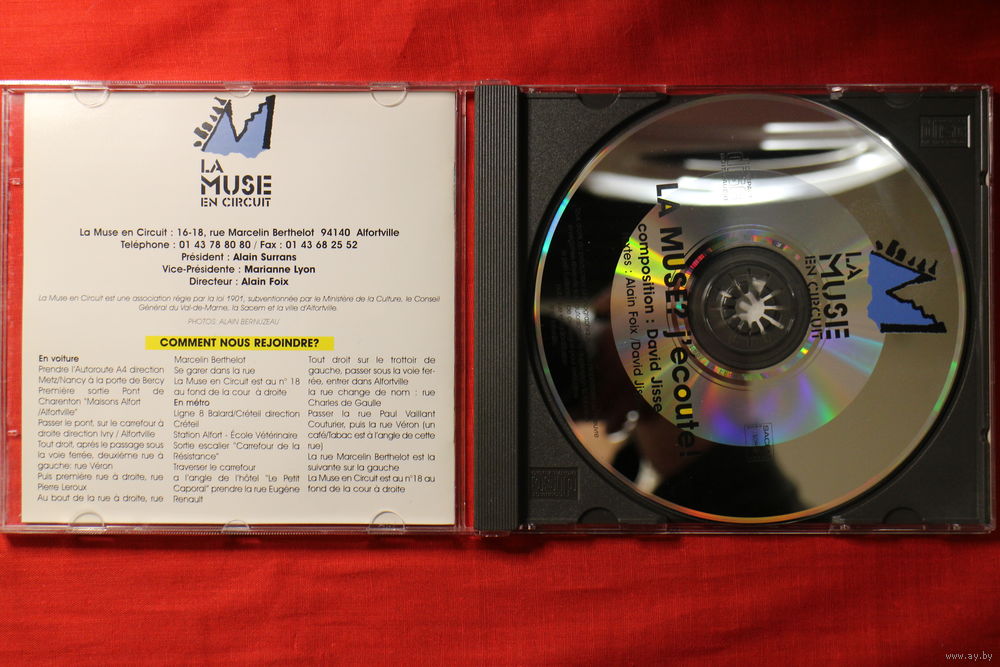 LA
MUSE
EN CIRCUIT
La Muse en Circuit : 16-18, rue Marcelin Berthelot 94140 Alfortville
Teléphone : 01 43 78 80 80 / Fax : 01 43 68 25 52
Président : Alain Surrans
Vice-Présidente : Marianne Lyon
Directeur : Alain Foix
La Muse en Circuit est une association régie par la loi 1901, subventionnée par le Ministère de la Culture, le Conseil
Général du Val-de-Marne, la Sacem et la ville d'Alfortville.
PHOTOS: ALAIN BERNUZEAU
COMMENT NOUS REJOINDRE?
En voiture
Prendre l'Autoroute A4 direction
Metz/Nancy à la porte de Bercy
Première sortie Pont de
Charenton "Maisons Alfort
/Alfortville"
Passer le pont, sur le carrefour à
droite direction Ivry / Alfortville
Tout droit, après le passage sous
la voie ferrée, deuxième rue à
gauche: rue Véron
Puis première rue à droite, rue
Pierre Leroux
Au bout de la rue à droite, rue
Marcelin Berthelot
Se garer dans la rue
La Muse en Circuit est au n° 18
au fond de la cour à droite
En métro
Ligne 8 Balard/Créteil direction
Créteil
Station Alfort - École Vétérinaire
Sortie escalier "Carrefour de la
Résistance"
Traverser le carrefour
a l'angle de l'hôtel "Le Petit
Caporal" prendre la rue Eugène
Renault
Tout droit sur le trottoir de
gauche, passer sous la voie fer-
rée, entrer dans Alfortville
la rue change de nom : rue
Charles de Gaulle
Passer la rue Paul Vaillant
Couturier, puis la rue Véron (un
café/tabac est à l'angle de cette
rue)
La rue Marcelin Berthelot est la
suivante sur la gauche
La Muse en Circuit est au n°18 au
fond de la cour à droite
LA
MUSE
EN CIRCUIT
LA MUSE? j'écoute!
composition : David Jisse
Alain Foix /David
www.ay.by